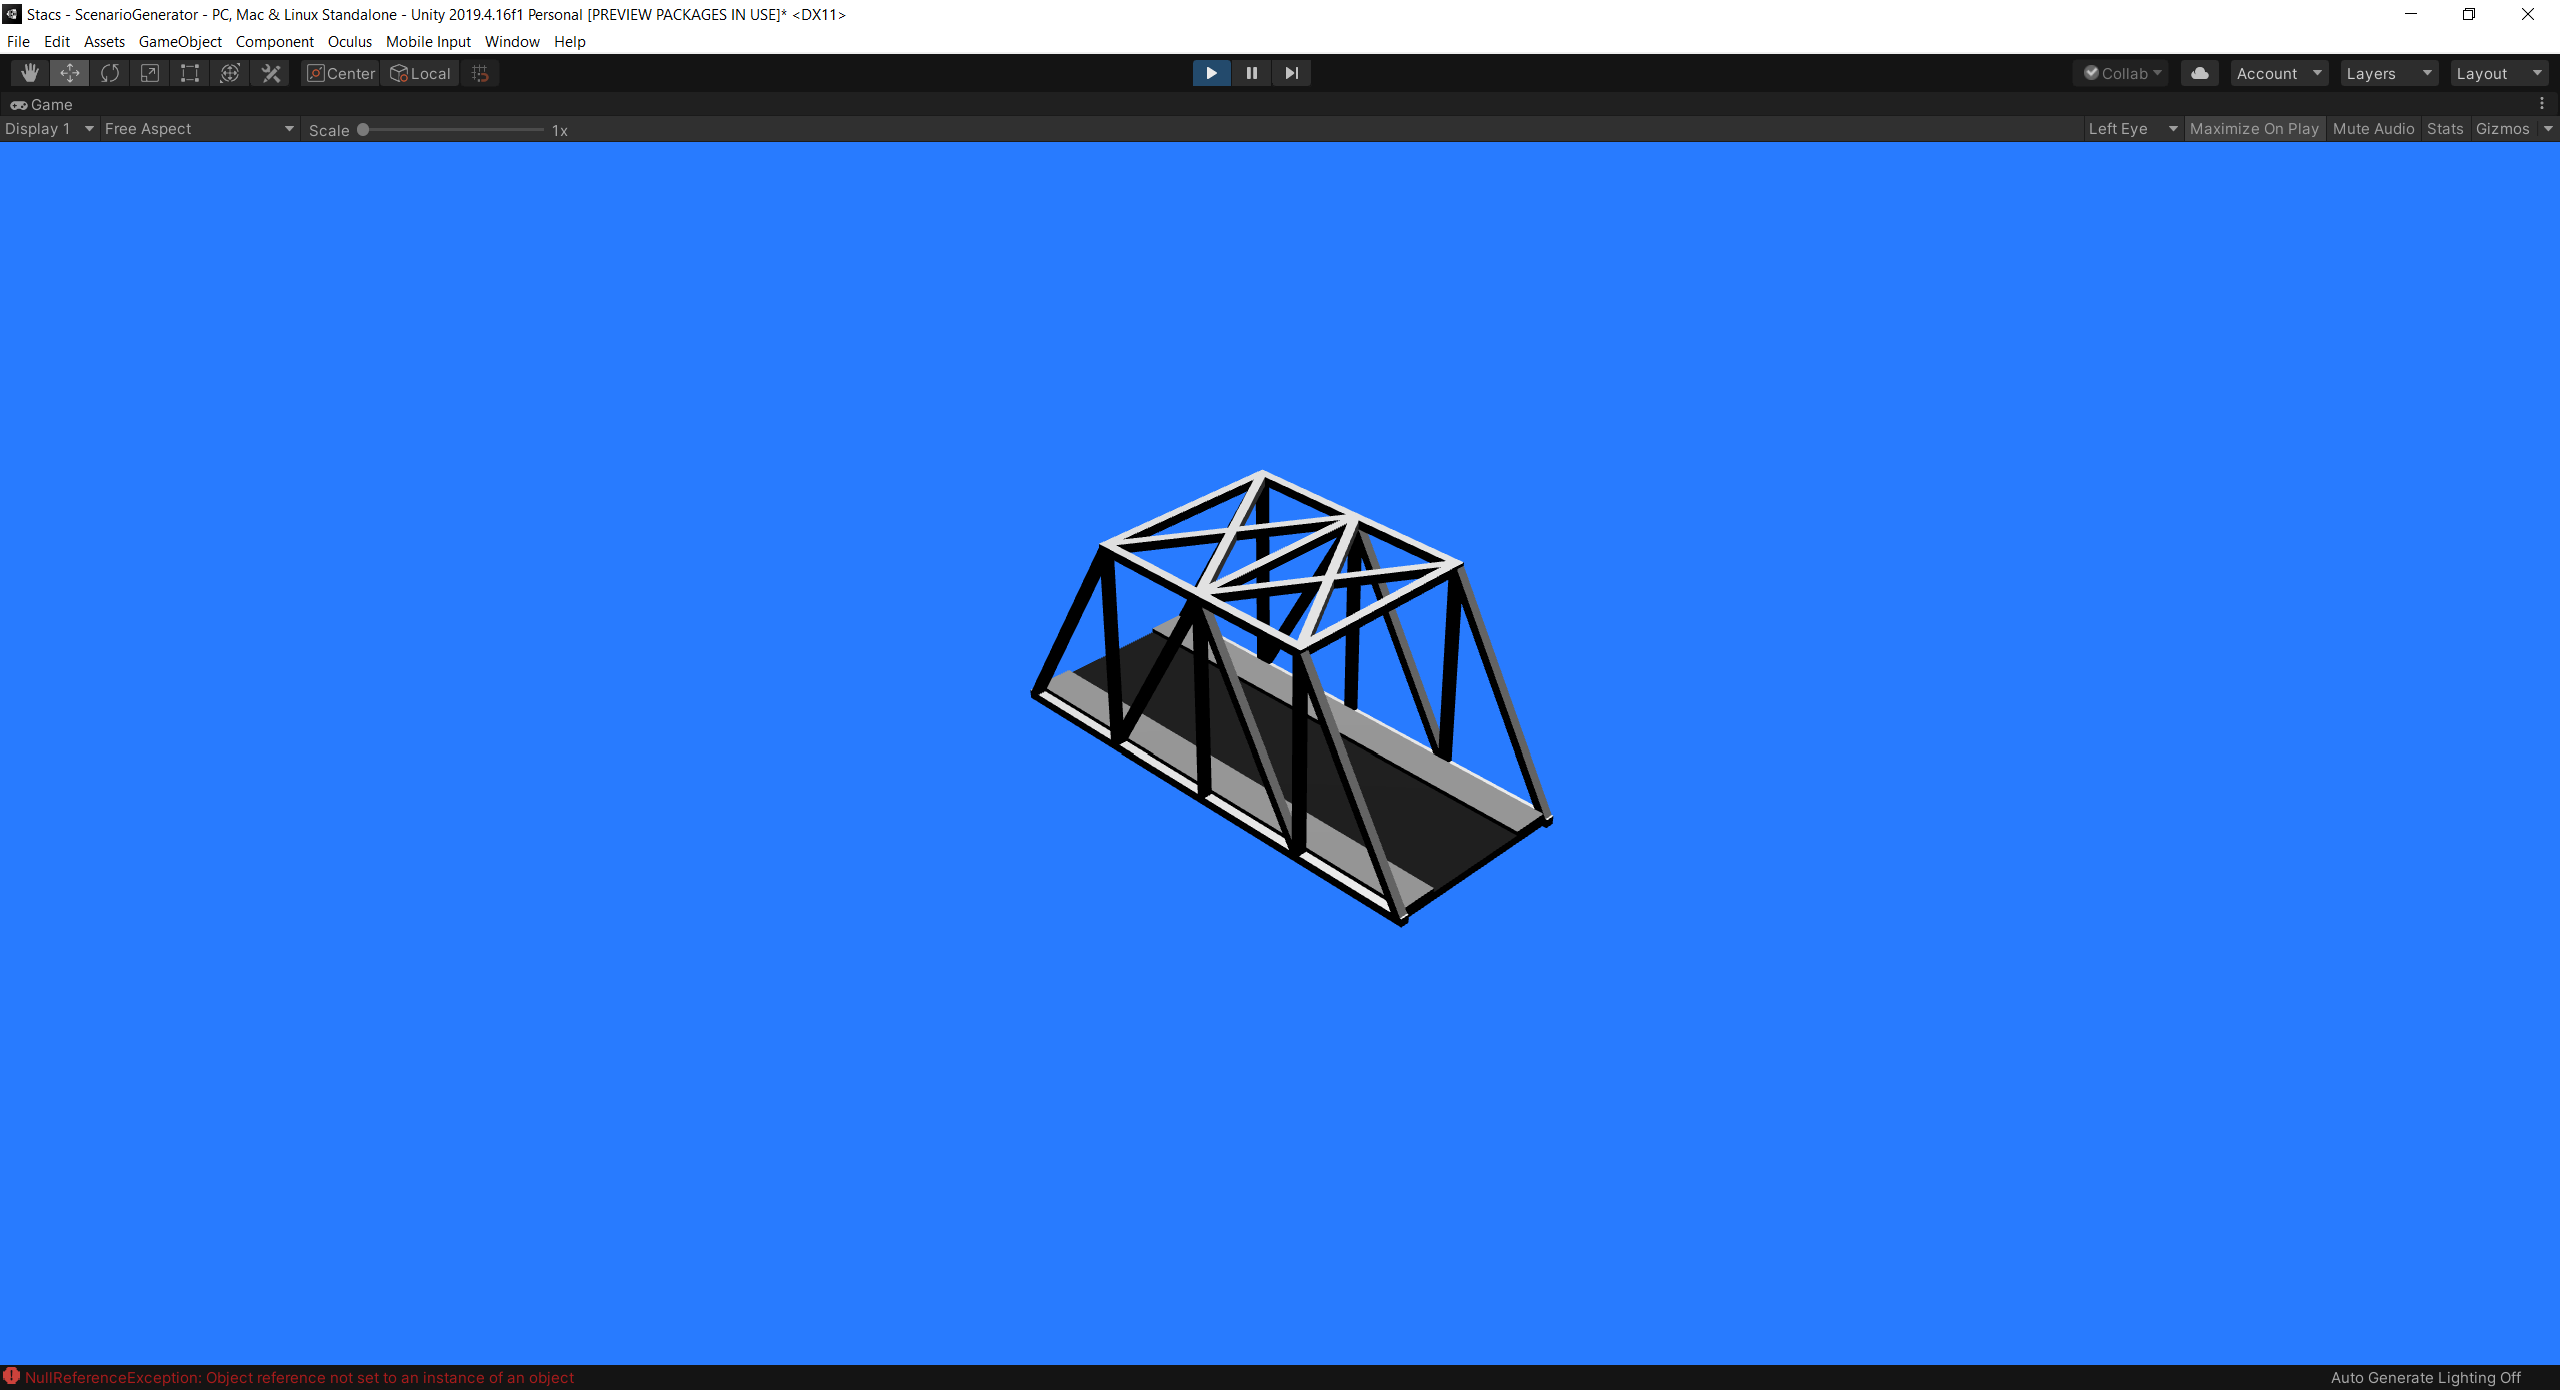 Stacs - ScenarioGenerator - PC, Mac & Linux Standalone - Unity 2019.4.16f1 Personal [PREVIEW PACKAGES IN USE]* <DX11>
File Edit Assets GameObject Component Oculus Mobile Input Window Help
Center Local Collab Account Layers Layout
Game
Display 1 Free Aspect Scale 1x Left Eye Maximize On Play Mute Audio Stats Gizmos
NullReferenceException: Object reference not set to an instance of an object Auto Generate Lighting Off